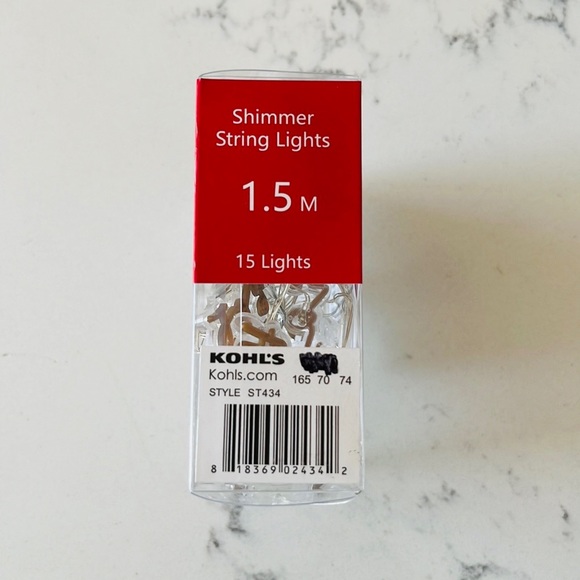 Shimmer
String Lights
1.5 M
15 Lights
KOHL'S
Kohls.com 165 70 74
STYLE ST434
8 18369 02434 2